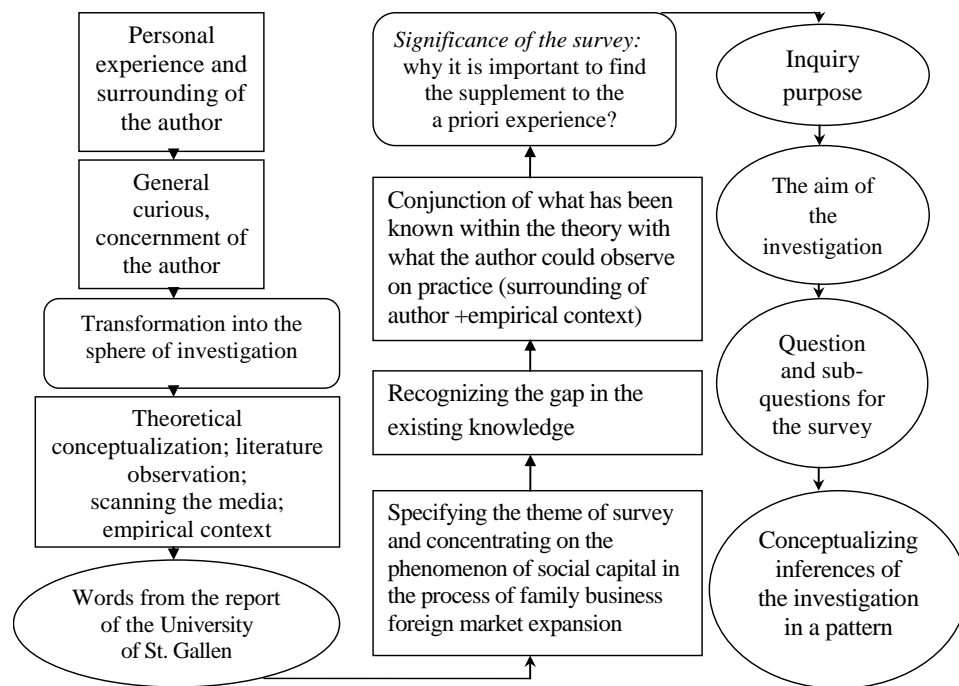 Personal
experience and
surrounding of
the author
General
curious,
concernment of
the author
Transformation into the
sphere of investigation
Theoretical
conceptualization; literature
observation;
scanning the media;
empirical context
Words from the report
of the University
of St. Gallen
Specifying the theme of survey
and concentrating on the
phenomenon of social capital in
the process of family business
foreign market expansion
Recognizing the gap in the
existing knowledge
Conjunction of what has been
known within the theory with
what the author could observe
on practice (surrounding of
author +empirical context)
Significance of the survey:
why it is important to find
the supplement to the
a priori experience?
Inquiry
purpose
The aim of
the
investigation
Question
and sub-
questions for
the survey
Conceptualizing
inferences of
the investigation
in a pattern